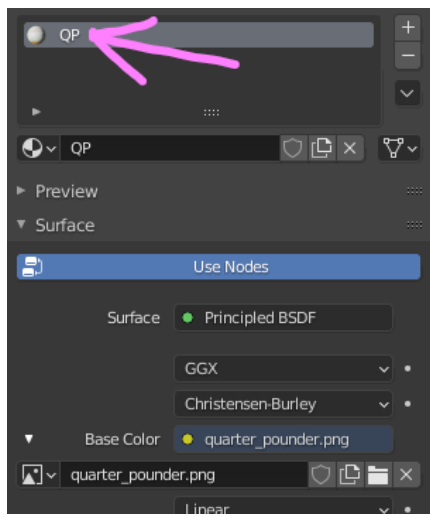 QP
QP
Preview
Surface
Use Nodes
Surface Principled BSDF
GGX
Christensen-Burley
Base Color quarter_pounder.png
quarter_pounder.png
Linear